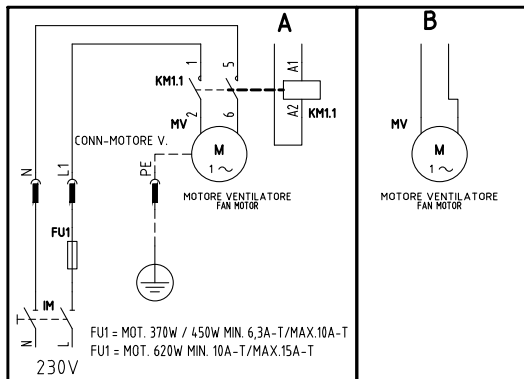 A
B
1
5
KM1.1
A1
A2
KM1.1
2
6
MV
CONN-MOTORE V.
M
1 ~
MV
M
1 ~
N
L1
PE
MOTORE VENTILATORE
FAN MOTOR
MOTORE VENTILATORE
FAN MOTOR
FU1
IM
N
L
FU1 = MOT. 370W / 450W MIN. 6,3A-T/MAX.10A-T
FU1 = MOT. 620W MIN. 10A-T/MAX.15A-T
230V